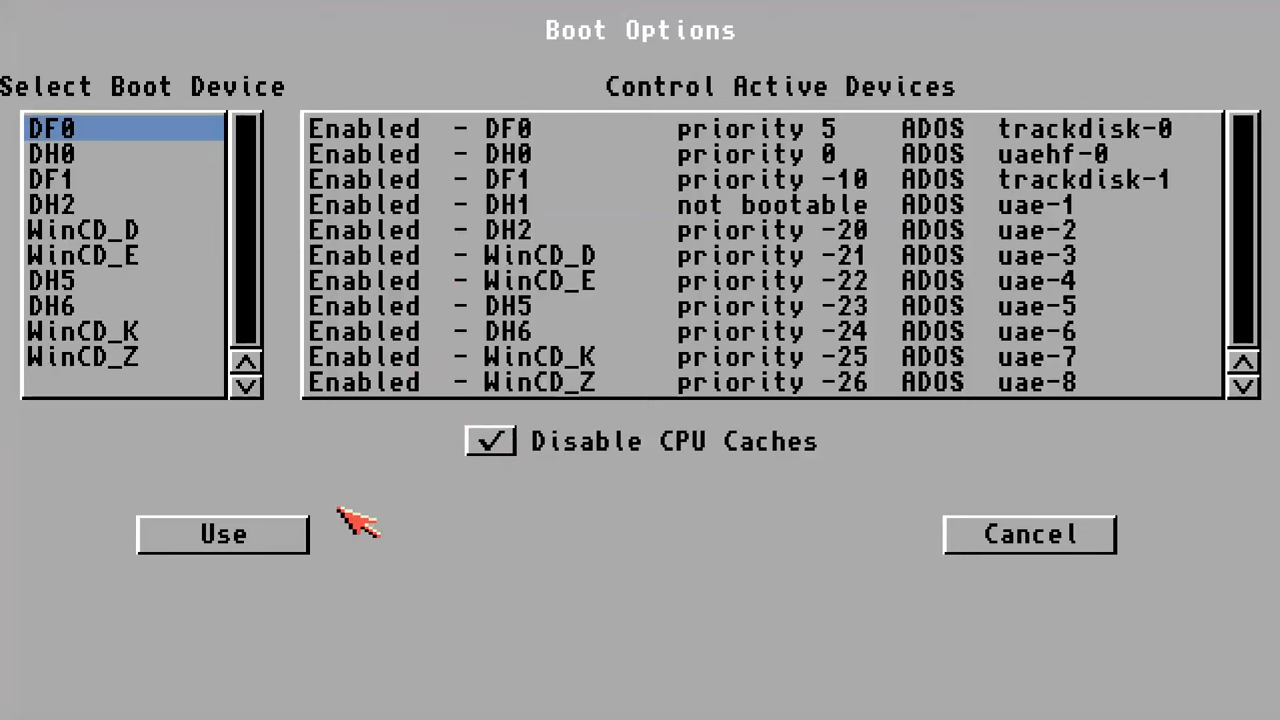 Boot Options
Select Boot Device
Control Active Devices
DF0
DH0
DF1
DH2
WinCD_D
WinCD_E
DH5
DH6
WinCD_K
WinCD_Z
Enabled - DF0 priority 5 ADOS trackdisk-0
Enabled - DH0 priority 0 ADOS uaehf-0
Enabled - DF1 priority -10 ADOS trackdisk-1
Enabled - DH1 not bootable ADOS uae-1
Enabled - DH2 priority -20 ADOS uae-2
Enabled - WinCD_D priority -21 ADOS uae-3
Enabled - WinCD_E priority -22 ADOS uae-4
Enabled - DH5 priority -23 ADOS uae-5
Enabled - DH6 priority -24 ADOS uae-6
Enabled - WinCD_K priority -25 ADOS uae-7
Enabled - WinCD_Z priority -26 ADOS uae-8
Disable CPU Caches
Use
Cancel